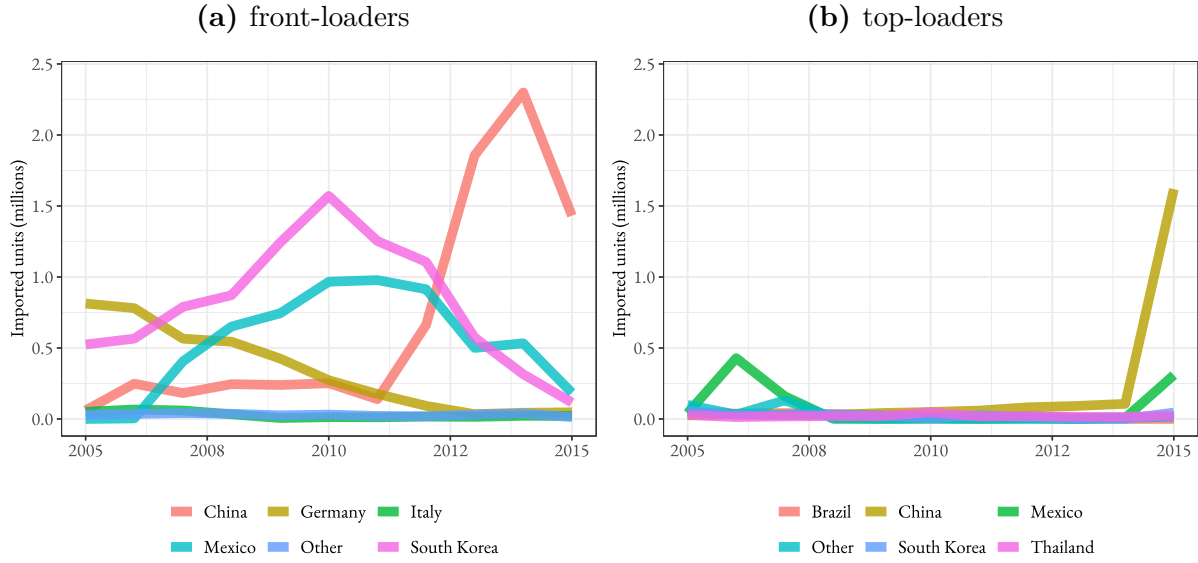 (a) front-loaders
Imported units (millions)
2.5
2.0
1.5
1.0
0.5
0.0
2005 2008 2010 2012 2015
China Germany Italy
Mexico Other South Korea
(b) top-loaders
Imported units (millions)
2.5
2.0
1.5
1.0
0.5
0.0
2005 2008 2010 2012 2015
Brazil China Mexico
Other South Korea Thailand